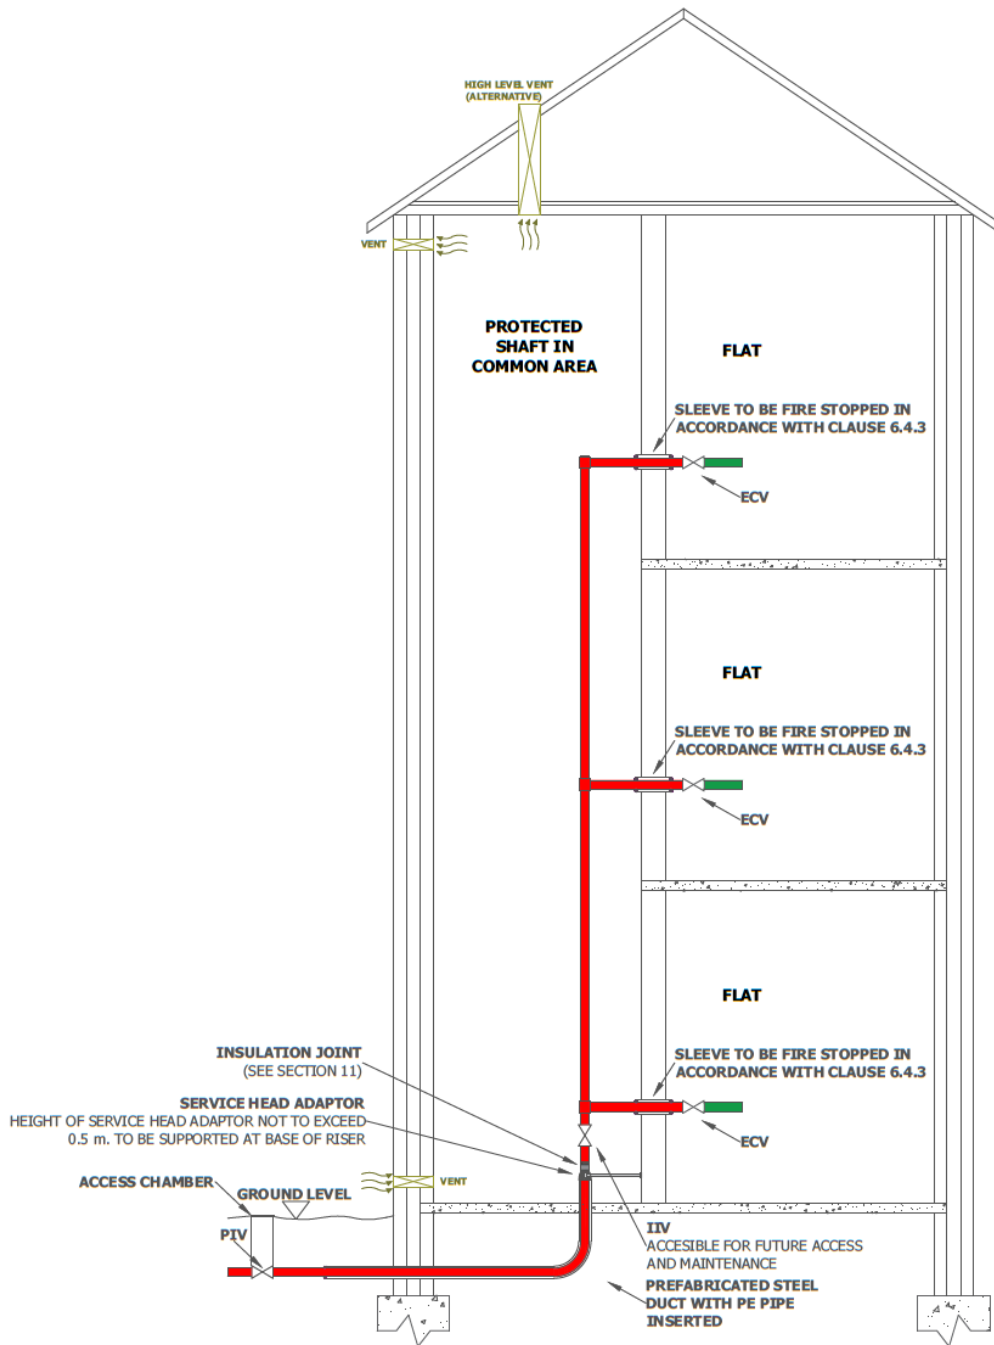 HIGH LEVEL VENT
(ALTERNATIVE)
VENT
PROTECTED
SHAFT IN
COMMON AREA
FLAT
SLEEVE TO BE FIRE STOPPED IN
ACCORDANCE WITH CLAUSE 6.4.3
ECV
FLAT
SLEEVE TO BE FIRE STOPPED IN
ACCORDANCE WITH CLAUSE 6.4.3
ECV
FLAT
SLEEVE TO BE FIRE STOPPED IN
ACCORDANCE WITH CLAUSE 6.4.3
ECV
INSULATION JOINT
(SEE SECTION 11)
SERVICE HEAD ADAPTOR
HEIGHT OF SERVICE HEAD ADAPTOR NOT TO EXCEED
0.5 m. TO BE SUPPORTED AT BASE OF RISER
ACCESS CHAMBER
GROUND LEVEL
VENT
PIV
IIV
ACCESIBLE FOR FUTURE ACCESS
AND MAINTENANCE
PREFABRICATED STEEL
DUCT WITH PE PIPE
INSERTED